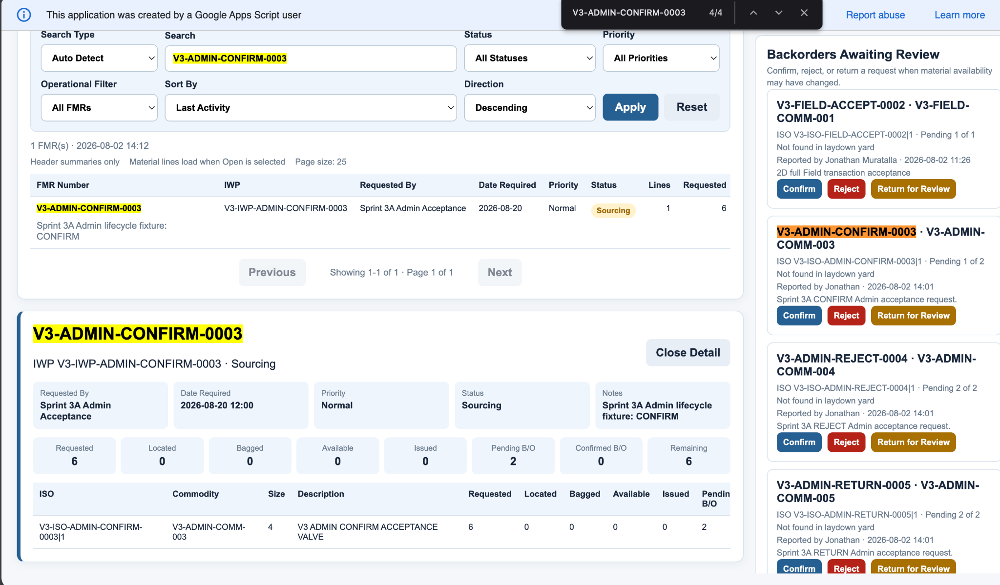 This application was created by a Google Apps Script user
V3-ADMIN-CONFIRM-0003 4/4
Report abuse Learn more
Search Type Search Status Priority
Auto Detect V3-ADMIN-CONFIRM-0003 All Statuses All Priorities
Operational Filter Sort By Direction
All FMRs Last Activity Descending Apply Reset
1 FMR(s) · 2026-08-02 14:12
Header summaries only Material lines load when Open is selected Page size: 25
FMR Number IWP Requested By Date Required Priority Status Lines Requested
V3-ADMIN-CONFIRM-0003 V3-IWP-ADMIN-CONFIRM-0003 Sprint 3A Admin Acceptance 2026-08-20 Normal Sourcing 1 6
Sprint 3A Admin lifecycle fixture:
CONFIRM
Previous Showing 1-1 of 1 · Page 1 of 1 Next
V3-ADMIN-CONFIRM-0003
Close Detail
IWP V3-IWP-ADMIN-CONFIRM-0003 · Sourcing
Requested By Date Required Priority Status Notes
Sprint 3A Admin 2026-08-20 12:00 Normal Sourcing Sprint 3A Admin lifecycle
Acceptance fixture: CONFIRM
Requested Located Bagged Available Issued Pending B/O Confirmed B/O Remaining
6 0 0 0 0 2 0 6
ISO Commodity Size Description Requested Located Bagged Available Issued Pendin
B/O
V3-ISO-ADMIN-CONFIRM- V3-ADMIN-COMM- 4 V3 ADMIN CONFIRM ACCEPTANCE 6 0 0 0 0 2
0003|1 003 VALVE
Backorders Awaiting Review
Confirm, reject, or return a request when material availability
may have changed.
V3-FIELD-ACCEPT-0002 · V3-FIELD-
COMM-001
ISO V3-ISO-FIELD-ACCEPT-0002|1 · Pending 1 of 1
Not found in laydown yard
Reported by Jonathan Muratalla · 2026-08-02 11:26
2D full Field transaction acceptance
Confirm Reject Return for Review
V3-ADMIN-CONFIRM-0003 · V3-ADMIN-
COMM-003
ISO V3-ISO-ADMIN-CONFIRM-0003|1 · Pending 1 of 2
Not found in laydown yard
Reported by Jonathan · 2026-08-02 14:01
Sprint 3A CONFIRM Admin acceptance request.
Confirm Reject Return for Review
V3-ADMIN-REJECT-0004 · V3-ADMIN-
COMM-004
ISO V3-ISO-ADMIN-REJECT-0004|1 · Pending 2 of 2
Not found in laydown yard
Reported by Jonathan · 2026-08-02 14:01
Sprint 3A REJECT Admin acceptance request.
Confirm Reject Return for Review
V3-ADMIN-RETURN-0005 · V3-ADMIN-
COMM-005
ISO V3-ISO-ADMIN-RETURN-0005|1 · Pending 2 of 2
Not found in laydown yard
Reported by Jonathan · 2026-08-02 14:01
Sprint 3A RETURN Admin acceptance request.
Confirm Reject Return for Review